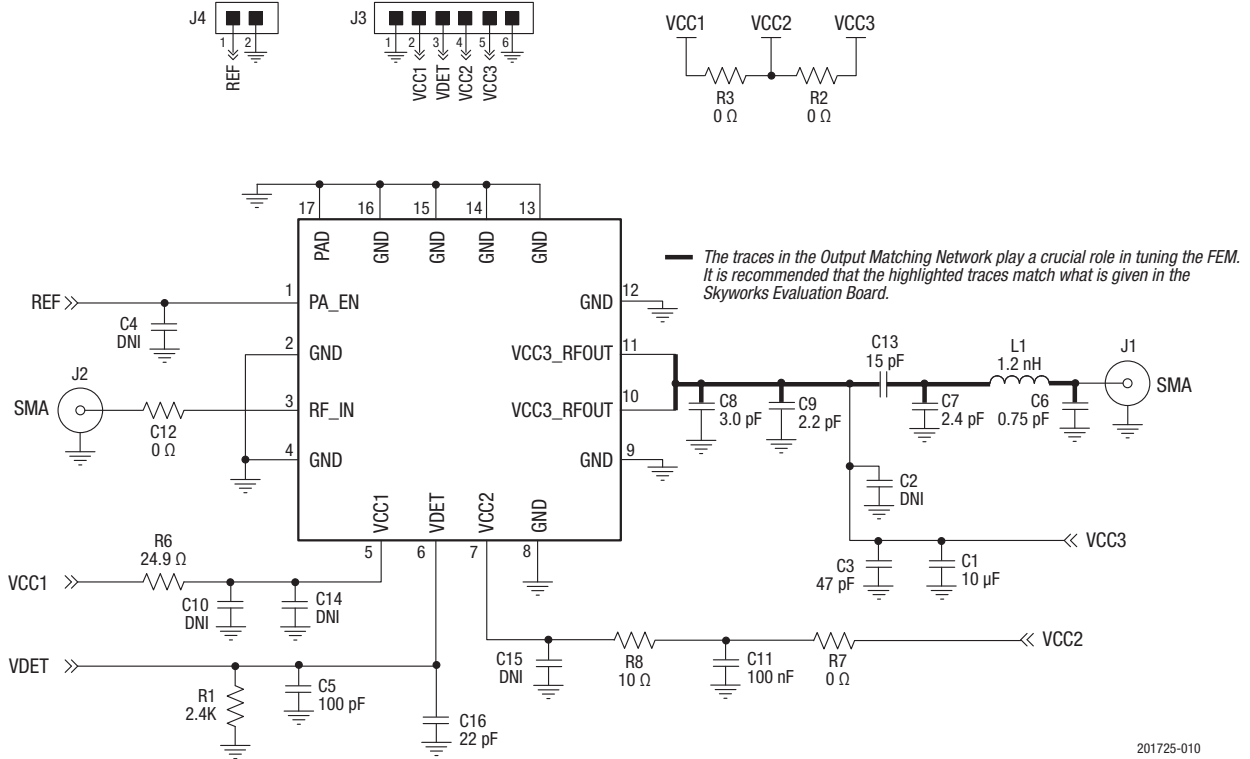 J4
1 2
REF
J3
1 2 3 4 5 6
VCC1
VDET
VCC2
VCC3
VCC1 VCC2 VCC3
R3
0 Ω
R2
0 Ω
17 16 15 14 13
PAD GND GND GND GND
The traces in the Output Matching Network play a crucial role in tuning the FEM.
It is recommended that the highlighted traces match what is given in the
Skyworks Evaluation Board.
REF
C4
DNI
1 PA_EN
2 GND
3 RF_IN
4 GND
J2
SMA
C12
0 Ω
GND 12
VCC3_RFOUT 11
VCC3_RFOUT 10
GND 9
VCC1 VDET VCC2 GND
5 6 7 8
C8
3.0 pF
C9
2.2 pF
C13
15 pF
C7
2.4 pF
L1
1.2 nH
C6
0.75 pF
J1
SMA
C2
DNI
C3
47 pF
C1
10 µF
VCC3
VCC1
R6
24.9 Ω
C10
DNI
C14
DNI
VDET
R1
2.4K
C5
100 pF
C16
22 pF
C15
DNI
R8
10 Ω
C11
100 nF
R7
0 Ω
VCC2
201725-010